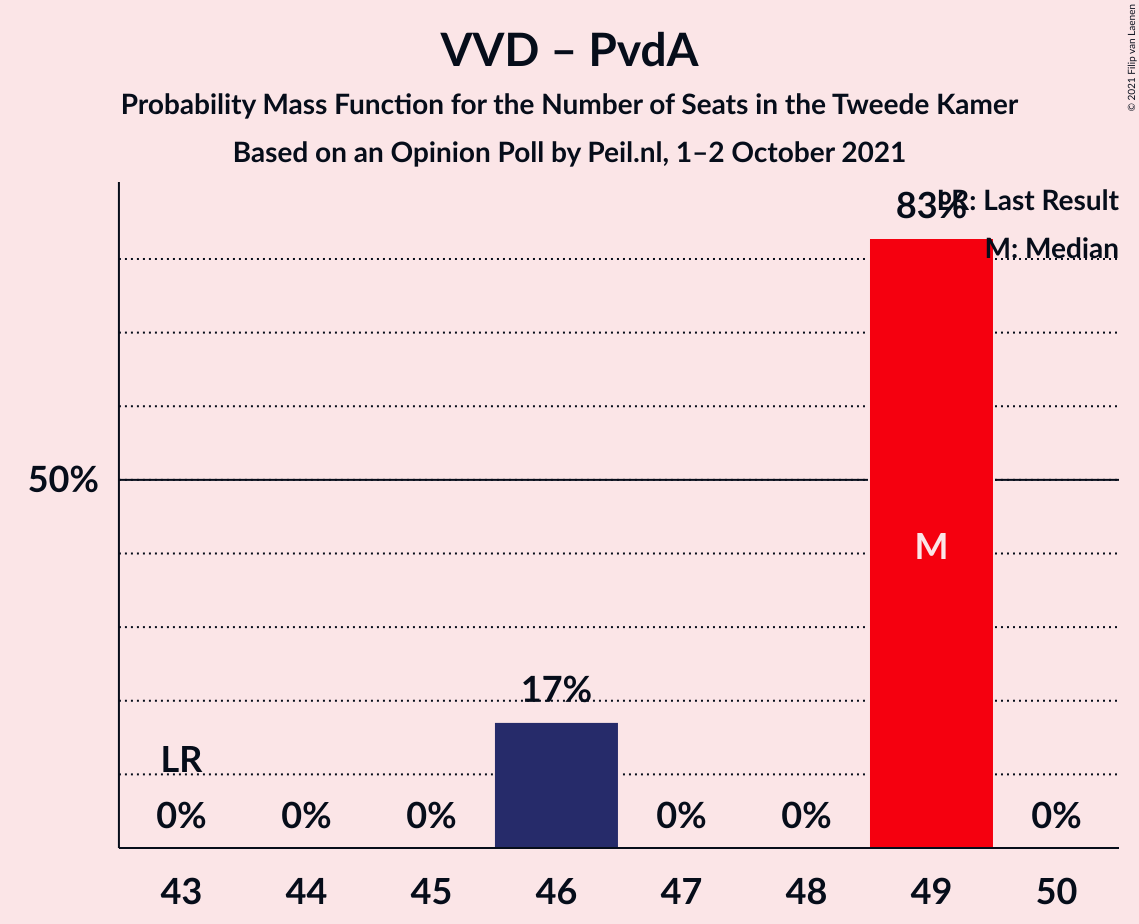 VVD – PvdA
Probability Mass Function for the Number of Seats in the Tweede Kamer
Based on an Opinion Poll by Peil.nl, 1–2 October 2021
© 2021 Filip van Laenen
83%
LR: Last Result
M: Median
50%
M
17%
LR
0% 0% 0% 0% 0% 0%
43 44 45 46 47 48 49 50